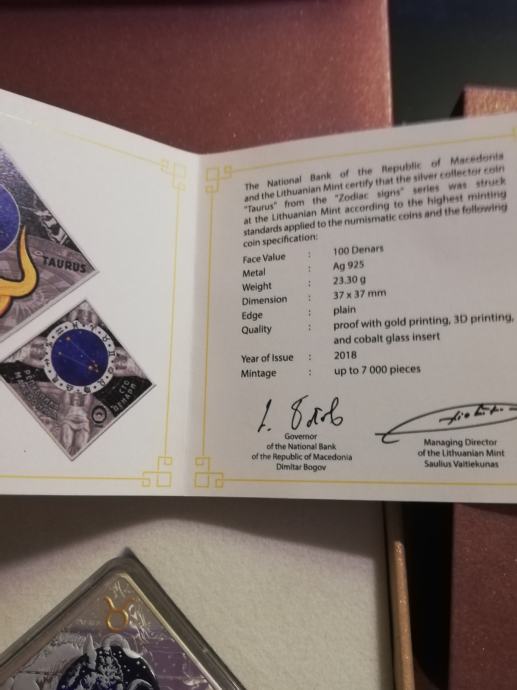 TAURUS
The National Bank of the Republic of Macedonia
and the Lithuanian Mint certify that the silver collector coin
"Taurus" from the "Zodiac signs" series was struck
at the Lithuanian Mint according to the highest minting
standards applied to the numismatic coins and the following
coin specification:
Face Value : 100 Denars
Metal : Ag 925
Weight : 23.30 g
Dimension : 37 x 37 mm
Edge : plain
Quality : proof with gold printing, 3D printing,
and cobalt glass insert
Year of Issue : 2018
Mintage : up to 7 000 pieces
Governor
of the National Bank
of the Republic of Macedonia
Dimitar Bogov
Managing Director
of the Lithuanian Mint
Saulius Vaitiekunas
СТО
ДЕНАРИ